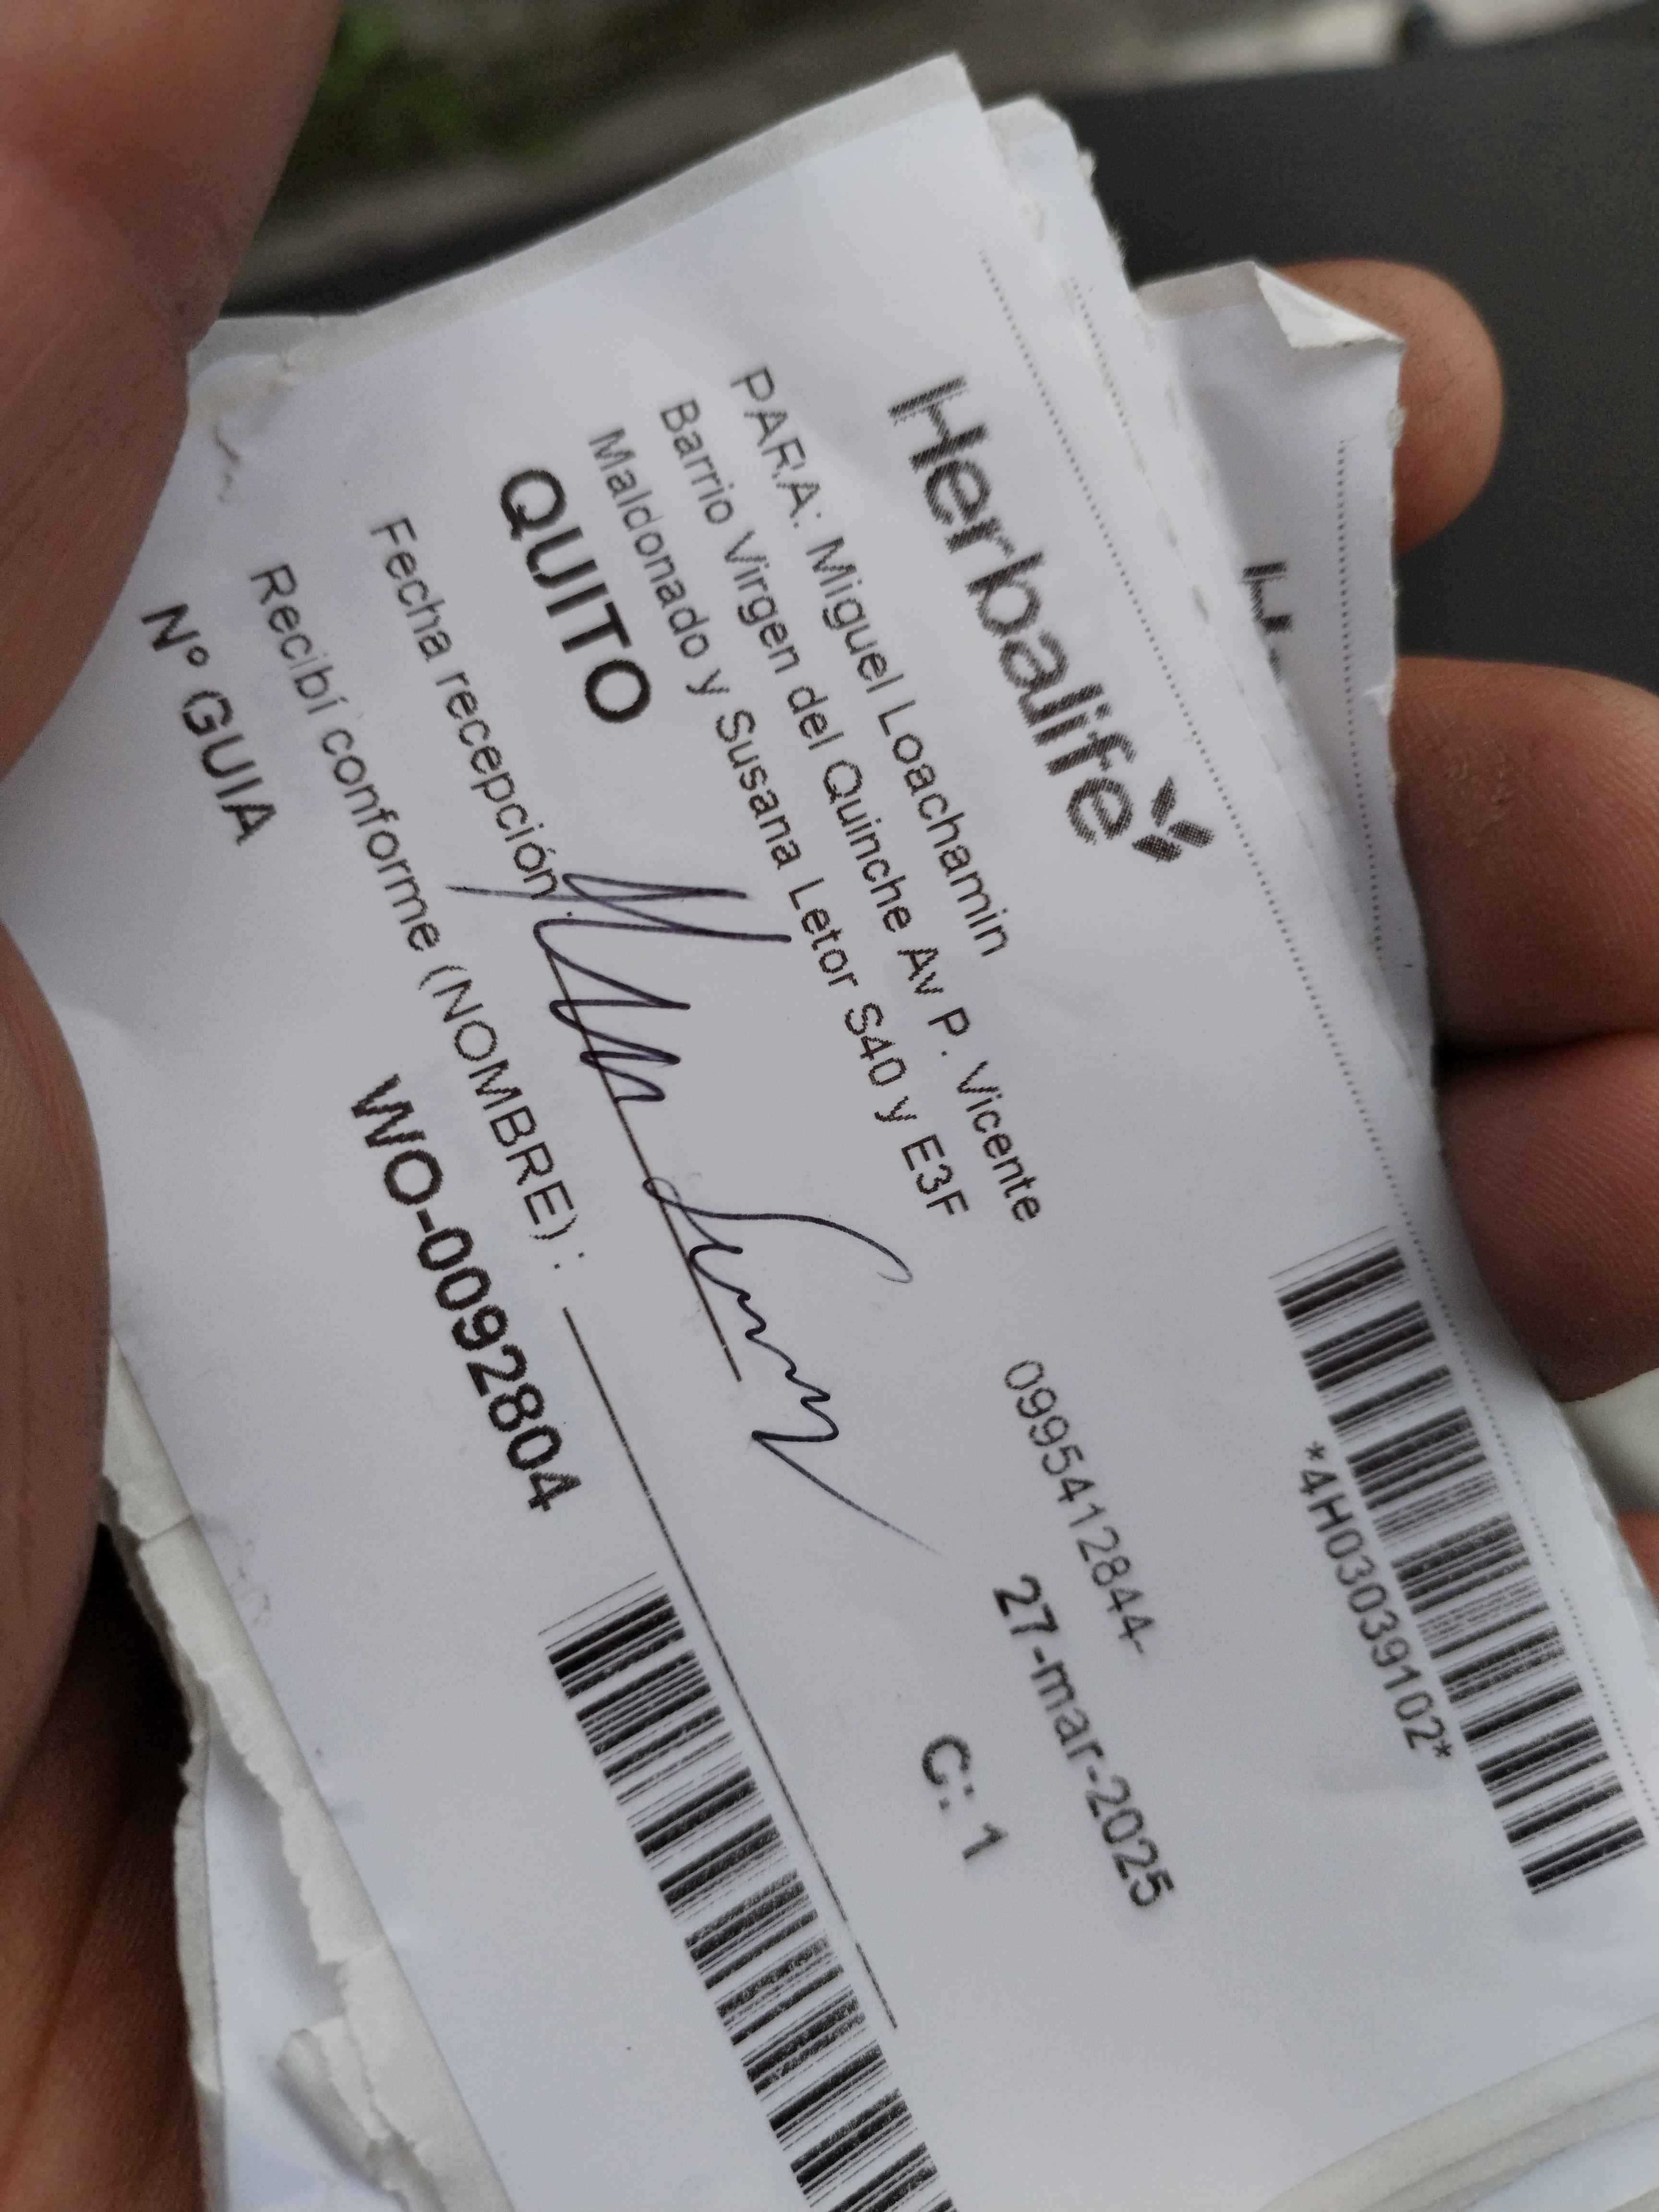 Herbalife
*4H03039102*
PARA: Miguel Loachamin 0995412844-
Barrio Virgen del Quinche Av P. Vicente
Maldonado y Susana Letor S40 y E3F
27-mar-2025
QUITO
C: 1
Fecha recepción:
Recibí conforme (NOMBRE) :
Nº GUIA WO-0092804